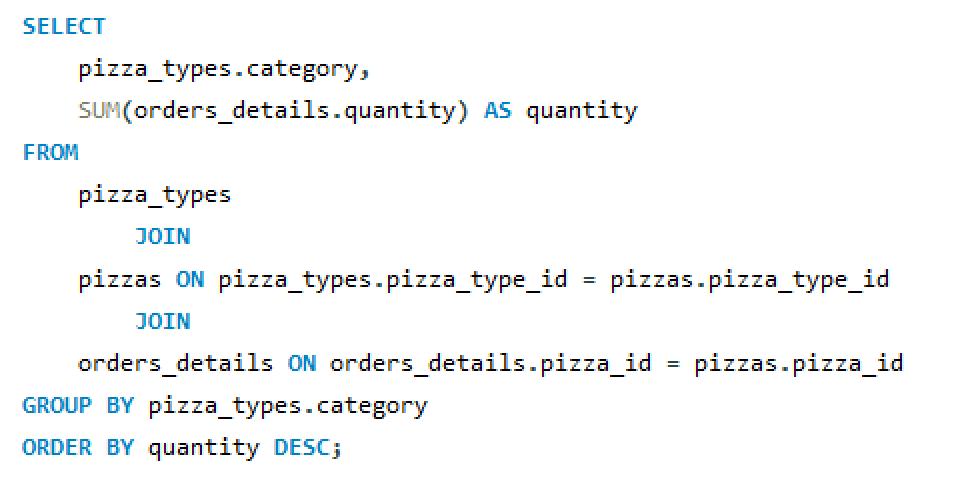 SELECT
    pizza_types.category,
    SUM(orders_details.quantity) AS quantity
FROM
    pizza_types
        JOIN
    pizzas ON pizza_types.pizza_type_id = pizzas.pizza_type_id
        JOIN
    orders_details ON orders_details.pizza_id = pizzas.pizza_id
GROUP BY pizza_types.category
ORDER BY quantity DESC;